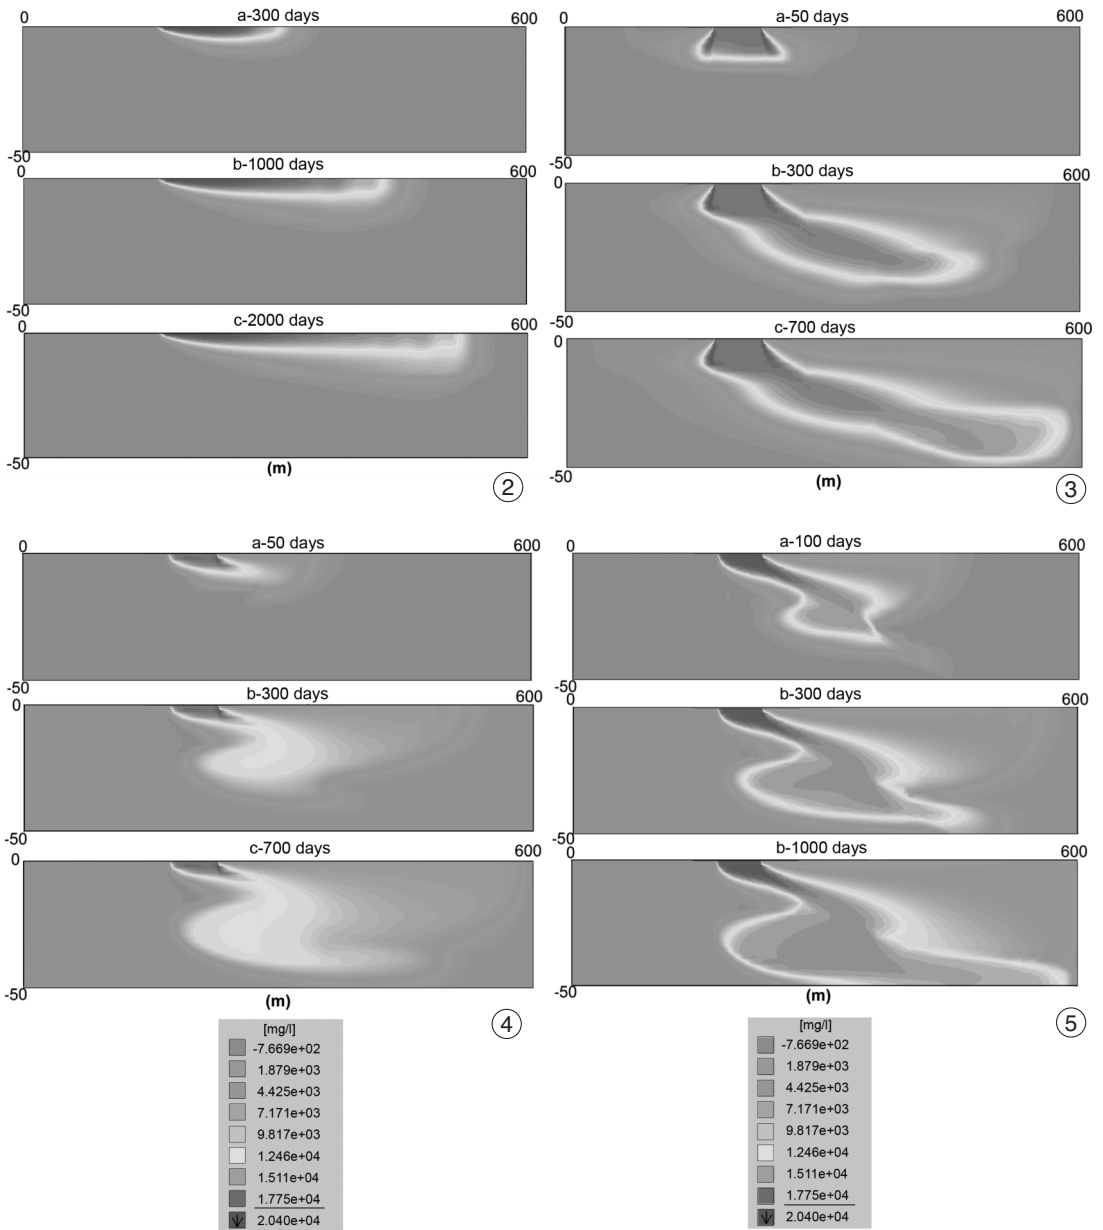 0 a-300 days 600
-50
0 b-1000 days 600
-50
0 c-2000 days 600
-50
(m)
②
0 a-50 days 600
-50
0 b-300 days 600
-50
0 c-700 days 600
-50
(m)
③
0 a-50 days 600
-50
0 b-300 days 600
-50
0 c-700 days 600
-50
(m)
④
[mg/l]
-7.669e+02
1.879e+03
4.425e+03
7.171e+03
9.817e+03
1.246e+04
1.511e+04
1.775e+04
2.040e+04
0 a-100 days 600
-50
0 b-300 days 600
-50
0 b-1000 days 600
-50
(m)
⑤
[mg/l]
-7.669e+02
1.879e+03
4.425e+03
7.171e+03
9.817e+03
1.246e+04
1.511e+04
1.775e+04
2.040e+04